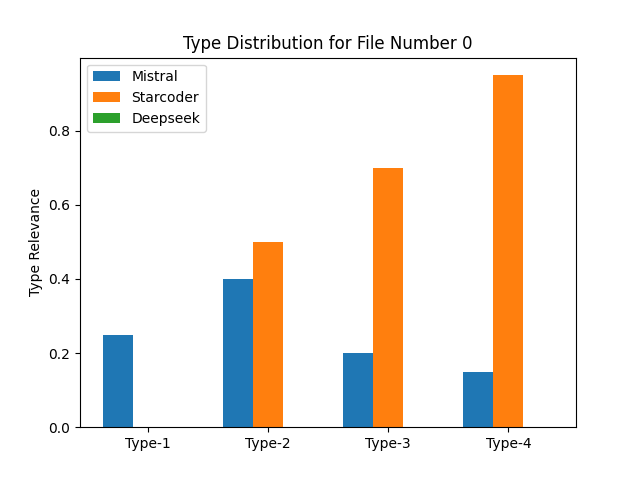 Type Distribution for File Number 0
Mistral
Starcoder
Deepseek
Type Relevance
0.8
0.6
0.4
0.2
0.0
Type-1 Type-2 Type-3 Type-4